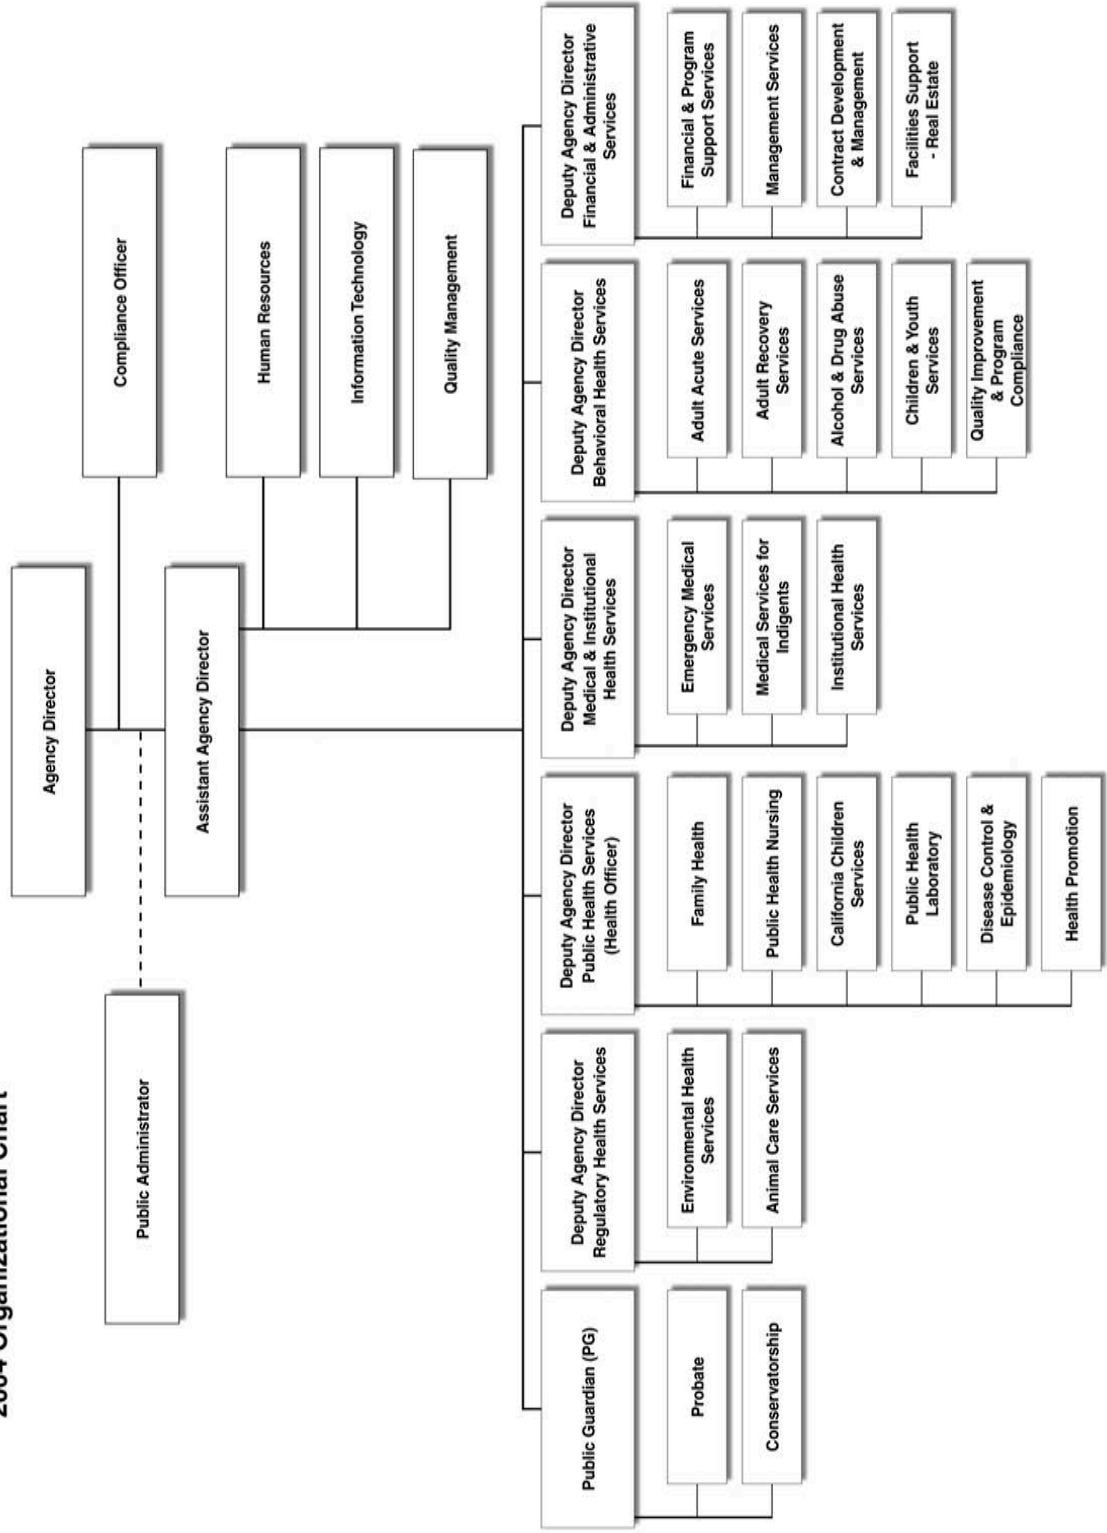 2004 Organizational Chart
Agency Director
Compliance Officer
Public Administrator
Assistant Agency Director
Human Resources
Information Technology
Quality Management
Public Guardian (PG)
Probate
Conservatorship
Deputy Agency Director
Regulatory Health Services
Environmental Health
Services
Animal Care Services
Deputy Agency Director
Public Health Services
(Health Officer)
Family Health
Public Health Nursing
California Children
Services
Public Health
Laboratory
Disease Control &
Epidemiology
Health Promotion
Deputy Agency Director
Medical & Institutional
Health Services
Emergency Medical
Services
Medical Services for
Indigents
Institutional Health
Services
Deputy Agency Director
Behavioral Health Services
Adult Acute Services
Adult Recovery
Services
Alcohol & Drug Abuse
Services
Children & Youth
Services
Quality Improvement
& Program
Compliance
Deputy Agency Director
Financial & Administrative
Services
Financial & Program
Support Services
Management Services
Contract Development
& Management
Facilities Support
- Real Estate